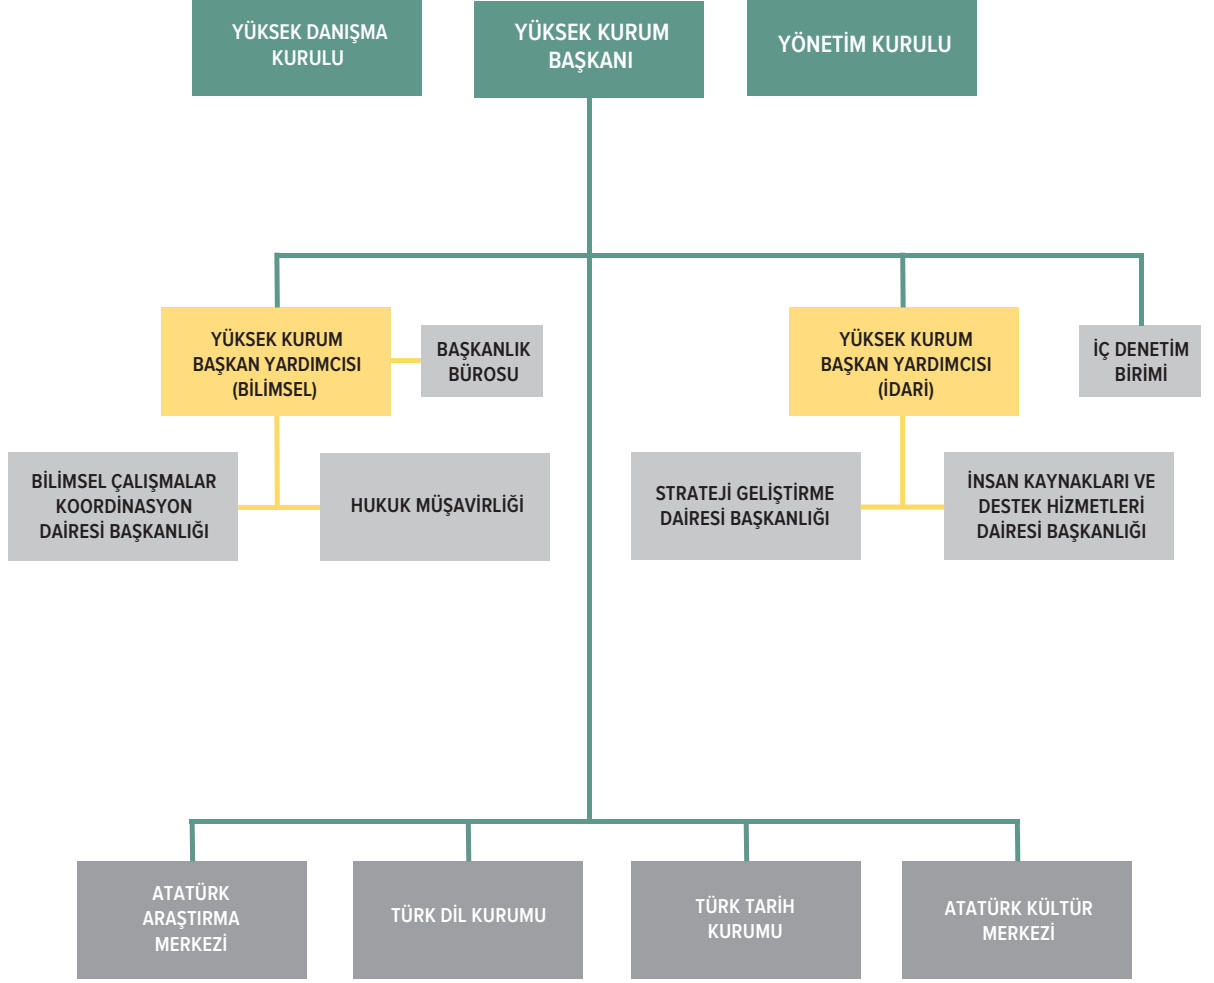 YÜKSEK DANIŞMA
KURULU
YÜKSEK KURUM
BAŞKANI
YÖNETİM KURULU
YÜKSEK KURUM
BAŞKAN YARDIMCISI
(BİLİMSEL)
BAŞKANLIK
BÜROSU
YÜKSEK KURUM
BAŞKAN YARDIMCISI
(İDARİ)
İÇ DENETİM
BİRİMİ
BİLİMSEL ÇALIŞMALAR
KOORDİNASYON
DAİRESİ BAŞKANLIĞI
HUKUK MÜŞAVİRLİĞİ
STRATEJİ GELİŞTİRME
DAİRESİ BAŞKANLIĞI
İNSAN KAYNAKLARI VE
DESTEK HİZMETLERİ
DAİRESİ BAŞKANLIĞI
ATATÜRK
ARAŞTIRMA
MERKEZİ
TÜRK DİL KURUMU
TÜRK TARİH
KURUMU
ATATÜRK KÜLTÜR
MERKEZİ